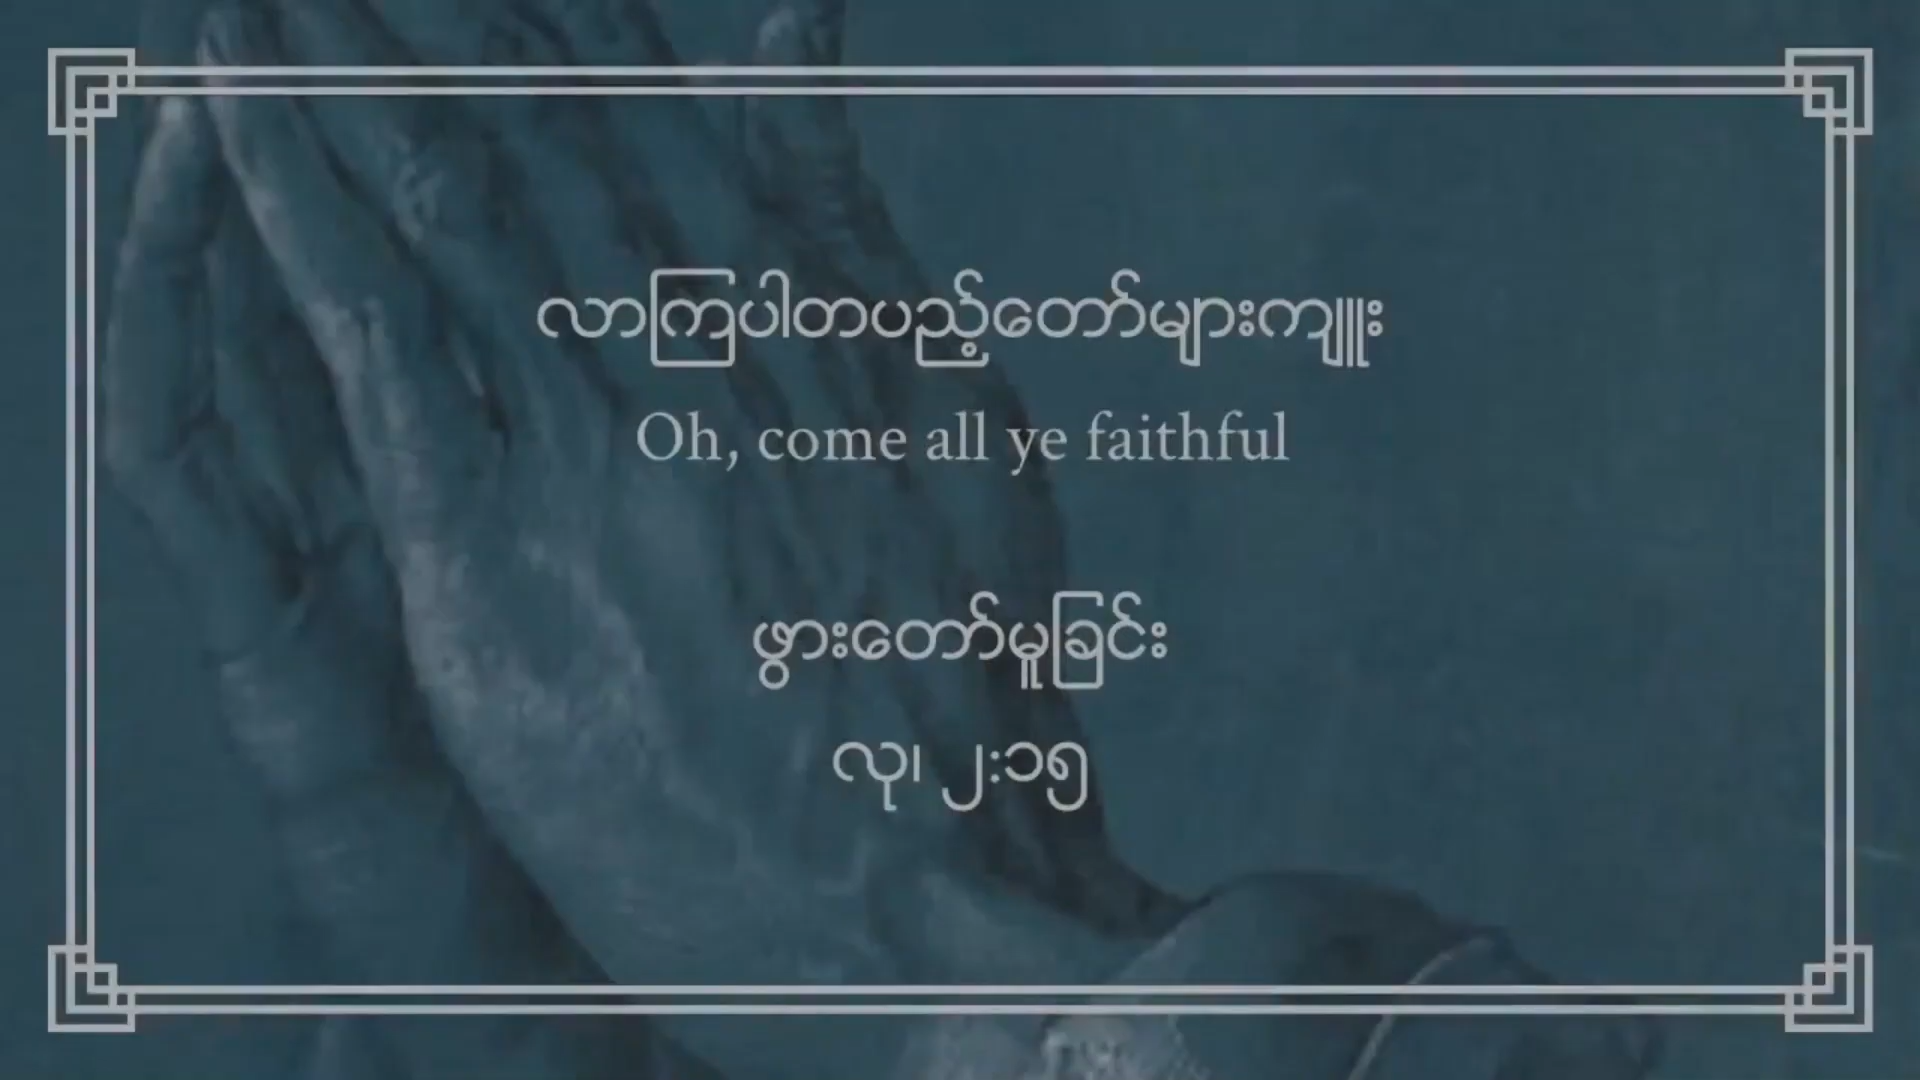 လာကြပါတပည့်တော်များကျူး
Oh, come all ye faithful
ဖွားတော်မူခြင်း
လု၊ ၂:၁၅